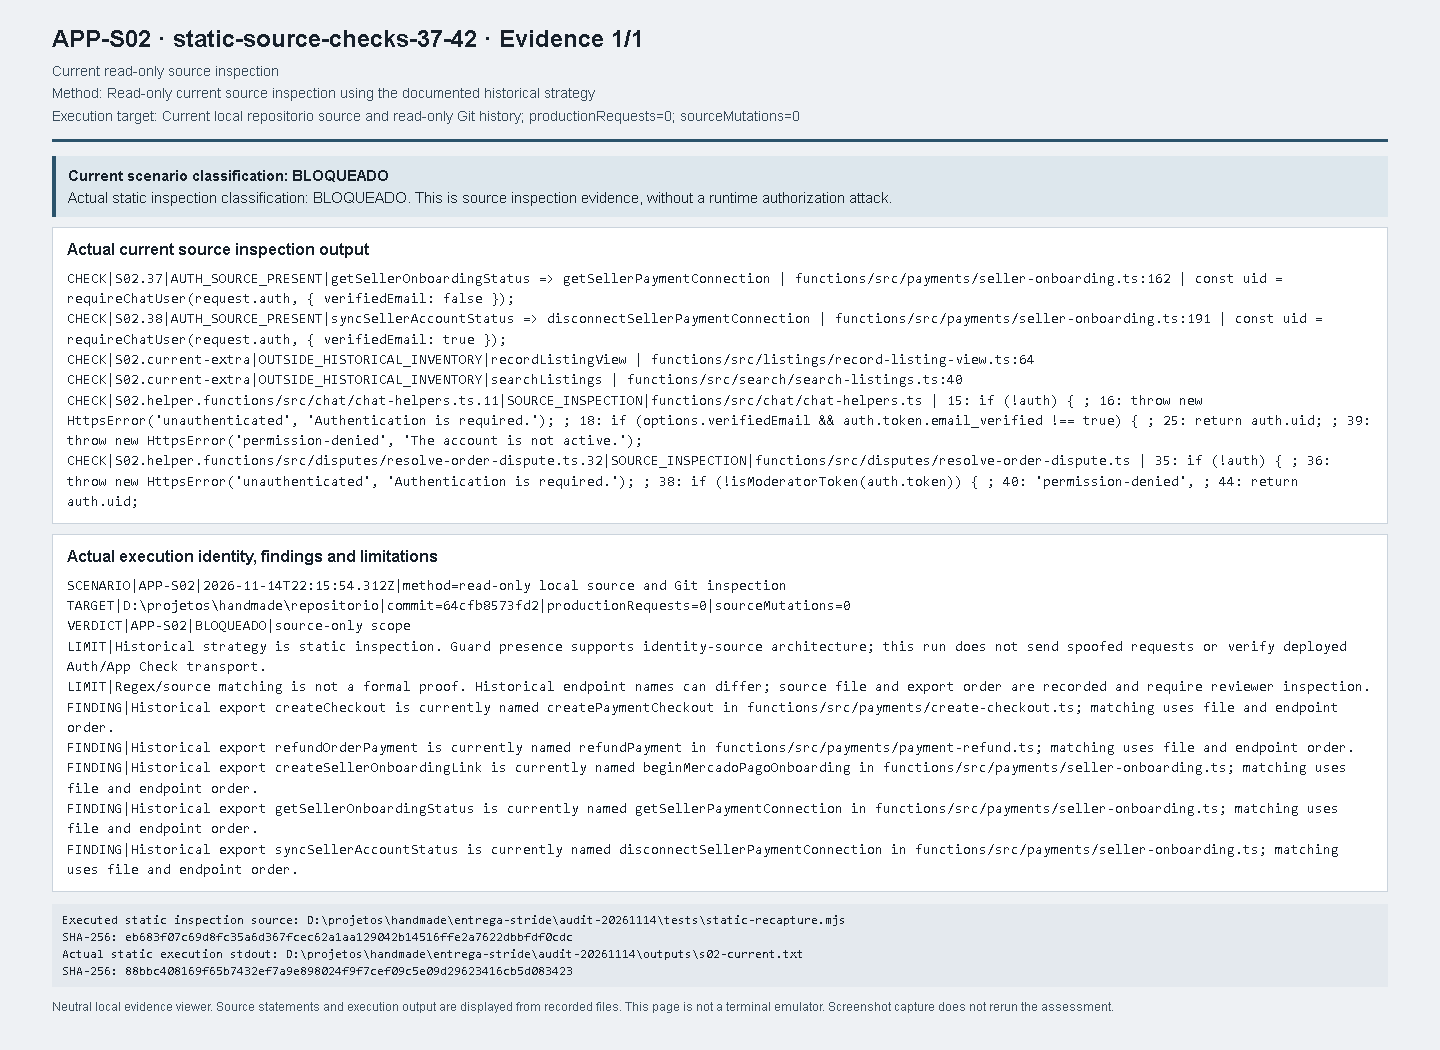 APP-S02 · static-source-checks-37-42 · Evidence 1/1
Current read-only source inspection
Method: Read-only current source inspection using the documented historical strategy
Execution target: Current local repositorio source and read-only Git history; productionRequests=0; sourceMutations=0
Current scenario classification: BLOQUEADO
Actual static inspection classification: BLOQUEADO. This is source inspection evidence, without a runtime authorization attack.
Actual current source inspection output
CHECK|S02.37|AUTH_SOURCE_PRESENT|getSellerOnboardingStatus => getSellerPaymentConnection | functions/src/payments/seller-onboarding.ts:162 | const uid =
requireChatUser(request.auth, { verifiedEmail: false });
CHECK|S02.38|AUTH_SOURCE_PRESENT|syncSellerAccountStatus => disconnectSellerPaymentConnection | functions/src/payments/seller-onboarding.ts:191 | const uid =
requireChatUser(request.auth, { verifiedEmail: true });
CHECK|S02.current-extra|OUTSIDE_HISTORICAL_INVENTORY|recordListingView | functions/src/listings/record-listing-view.ts:64
CHECK|S02.current-extra|OUTSIDE_HISTORICAL_INVENTORY|searchListings | functions/src/search/search-listings.ts:40
CHECK|S02.helper.functions/src/chat/chat-helpers.ts.11|SOURCE_INSPECTION|functions/src/chat/chat-helpers.ts | 15: if (!auth) { ; 16: throw new
HttpsError('unauthenticated', 'Authentication is required.'); ; 18: if (options.verifiedEmail && auth.token.email_verified !== true) { ; 25: return auth.uid; ; 39:
throw new HttpsError('permission-denied', 'The account is not active.');
CHECK|S02.helper.functions/src/disputes/resolve-order-dispute.ts.32|SOURCE_INSPECTION|functions/src/disputes/resolve-order-dispute.ts | 35: if (!auth) { ; 36:
throw new HttpsError('unauthenticated', 'Authentication is required.'); ; 38: if (!isModeratorToken(auth.token)) { ; 40: 'permission-denied', ; 44: return
auth.uid;
Actual execution identity, findings and limitations
SCENARIO|APP-S02|2026-11-14T22:15:54.312Z|method=read-only local source and Git inspection
TARGET|D:\projetos\handmade\repositorio|commit=64cfb8573fd2|productionRequests=0|sourceMutations=0
VERDICT|APP-S02|BLOQUEADO|source-only scope
LIMIT|Historical strategy is static inspection. Guard presence supports identity-source architecture; this run does not send spoofed requests or verify deployed
Auth/App Check transport.
LIMIT|Regex/source matching is not a formal proof. Historical endpoint names can differ; source file and export order are recorded and require reviewer inspection.
FINDING|Historical export createCheckout is currently named createPaymentCheckout in functions/src/payments/create-checkout.ts; matching uses file and endpoint
order.
FINDING|Historical export refundOrderPayment is currently named refundPayment in functions/src/payments/payment-refund.ts; matching uses file and endpoint order.
FINDING|Historical export createSellerOnboardingLink is currently named beginMercadoPagoOnboarding in functions/src/payments/seller-onboarding.ts; matching uses
file and endpoint order.
FINDING|Historical export getSellerOnboardingStatus is currently named getSellerPaymentConnection in functions/src/payments/seller-onboarding.ts; matching uses
file and endpoint order.
FINDING|Historical export syncSellerAccountStatus is currently named disconnectSellerPaymentConnection in functions/src/payments/seller-onboarding.ts; matching
uses file and endpoint order.
Executed static inspection source: D:\projetos\handmade\entrega-stride\audit-20261114\tests\static-recapture.mjs
SHA-256: eb683f07c69d8fc35a6d367fcec62a1aa129042b14516ffe2a7622dbbfdf0cdc
Actual static execution stdout: D:\projetos\handmade\entrega-stride\audit-20261114\outputs\s02-current.txt
SHA-256: 88bbc408169f65b7432ef7a9e898024f9f7cef09c5e09d29623416cb5d083423
Neutral local evidence viewer. Source statements and execution output are displayed from recorded files. This page is not a terminal emulator. Screenshot capture does not rerun the assessment.